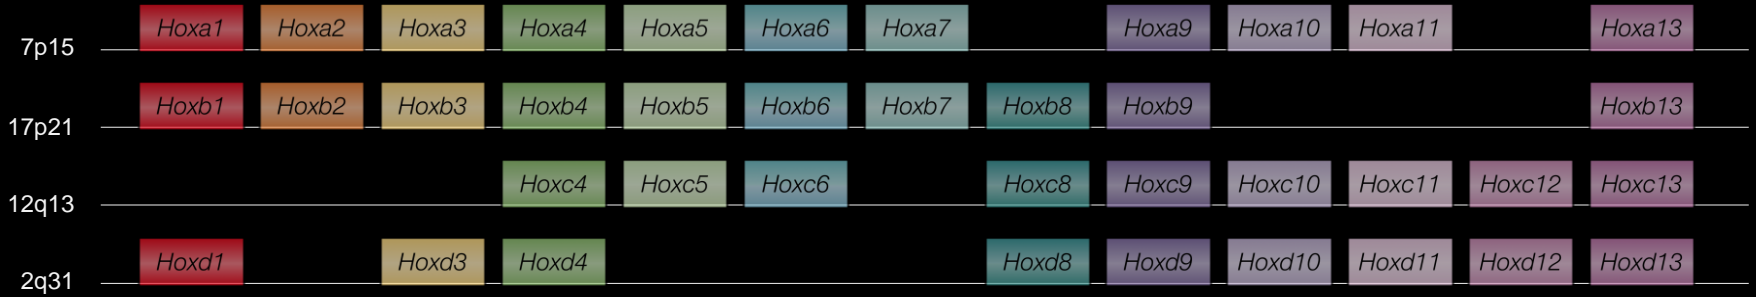 Hoxa1 Hoxa2 Hoxa3 Hoxa4 Hoxa5 Hoxa6 Hoxa7 Hoxa9 Hoxa10 Hoxa11 Hoxa13
7p15
Hoxb1 Hoxb2 Hoxb3 Hoxb4 Hoxb5 Hoxb6 Hoxb7 Hoxb8 Hoxb9 Hoxb13
17p21
Hoxc4 Hoxc5 Hoxc6 Hoxc8 Hoxc9 Hoxc10 Hoxc11 Hoxc12 Hoxc13
12q13
Hoxd1 Hoxd3 Hoxd4 Hoxd8 Hoxd9 Hoxd10 Hoxd11 Hoxd12 Hoxd13
2q31